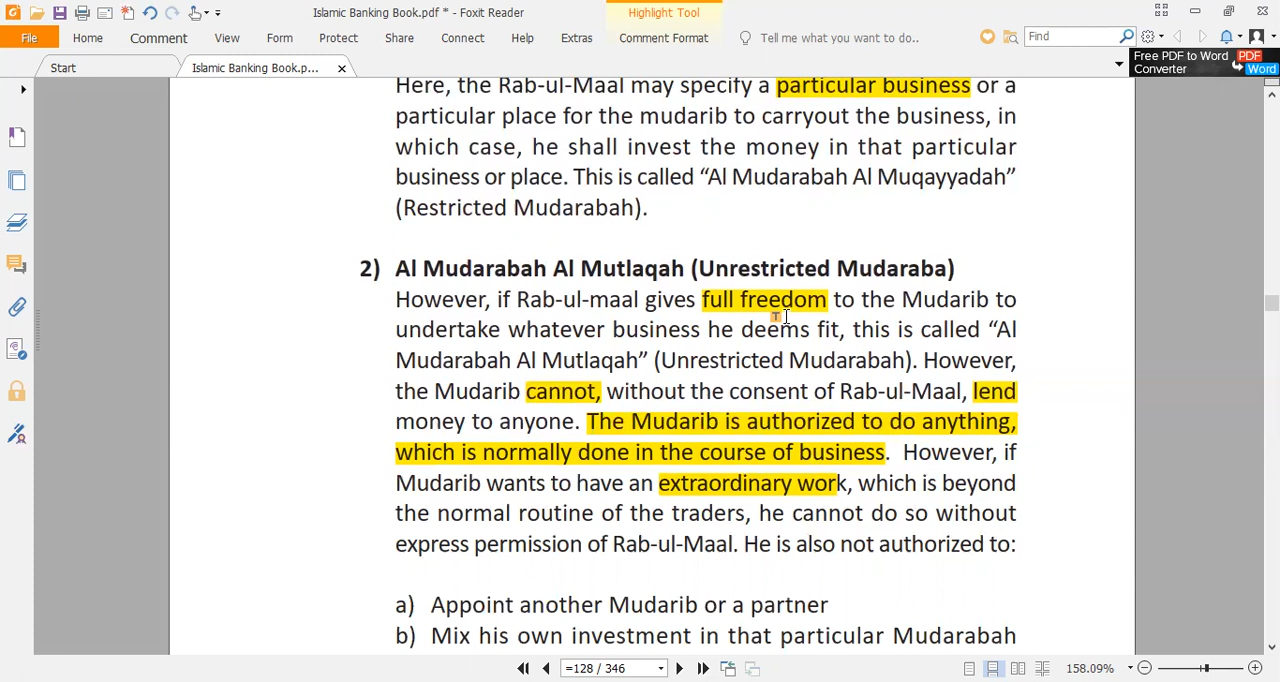 Islamic Banking Book.pdf * - Foxit Reader
Highlight Tool
File Home Comment View Form Protect Share Connect Help Extras Comment Format Tell me what you want to do.. Find
Start Islamic Banking Book.p... Free PDF to Word Converter PDF Word
Here, the Rab-ul-Maal may specify a particular business or a
particular place for the mudarib to carryout the business, in
which case, he shall invest the money in that particular
business or place. This is called “Al Mudarabah Al Muqayyadah”
(Restricted Mudarabah).
2) Al Mudarabah Al Mutlaqah (Unrestricted Mudaraba)
However, if Rab-ul-maal gives full freedom to the Mudarib to
undertake whatever business he deems fit, this is called “Al
Mudarabah Al Mutlaqah” (Unrestricted Mudarabah). However,
the Mudarib cannot, without the consent of Rab-ul-Maal, lend
money to anyone. The Mudarib is authorized to do anything,
which is normally done in the course of business. However, if
Mudarib wants to have an extraordinary work, which is beyond
the normal routine of the traders, he cannot do so without
express permission of Rab-ul-Maal. He is also not authorized to:
a) Appoint another Mudarib or a partner
b) Mix his own investment in that particular Mudarabah
=128 / 346 158.09%